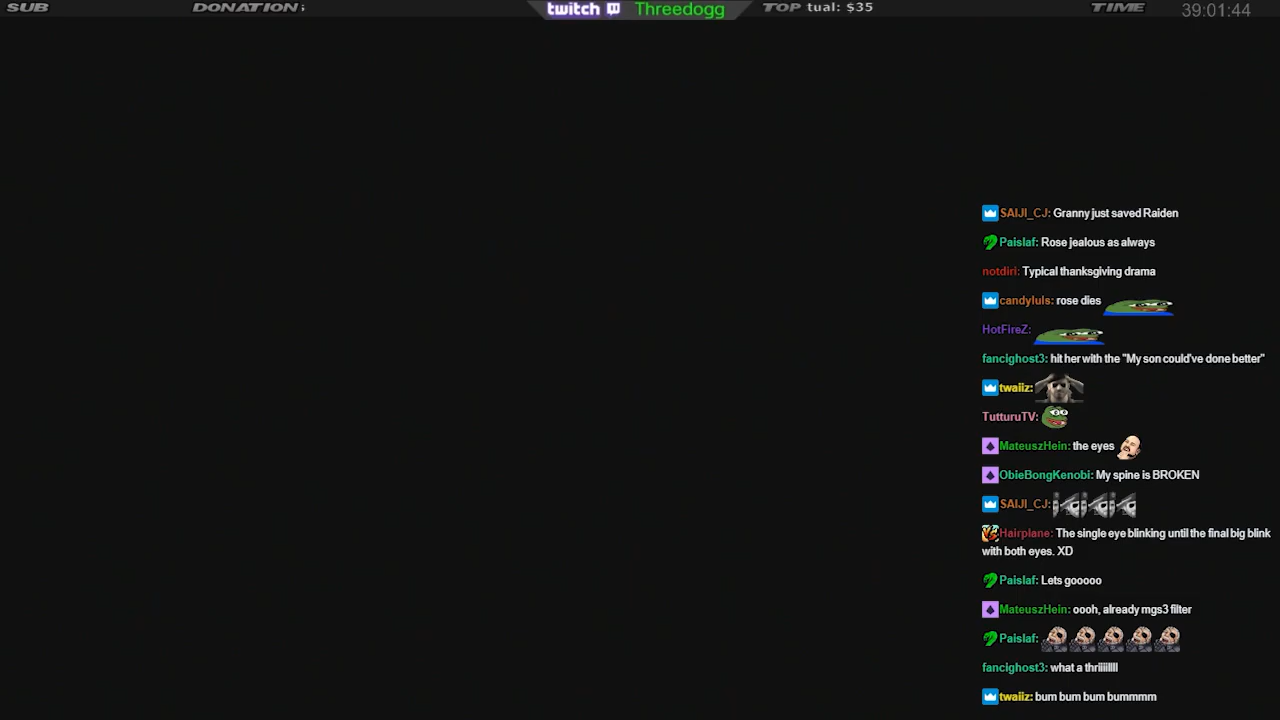 SUB DONATION: twitch Threedogg TOP tual: $35 TIME 39:01:44
SAIJI_CJ: Granny just saved Raiden
Paislaf: Rose jealous as always
notdiri: Typical thanksgiving drama
candyluls: rose dies
HotFireZ:
fancighost3: hit her with the "My son could've done better"
twaiiz:
TutturuTV:
MateuszHein: the eyes
ObieBongKenobi: My spine is BROKEN
SAIJI_CJ:
Hairplane: The single eye blinking until the final big blink
with both eyes. XD
Paislaf: Lets gooooo
MateuszHein: oooh, already mgs3 filter
Paislaf:
fancighost3: what a thriiiillll
twaiiz: bum bum bum bummmm